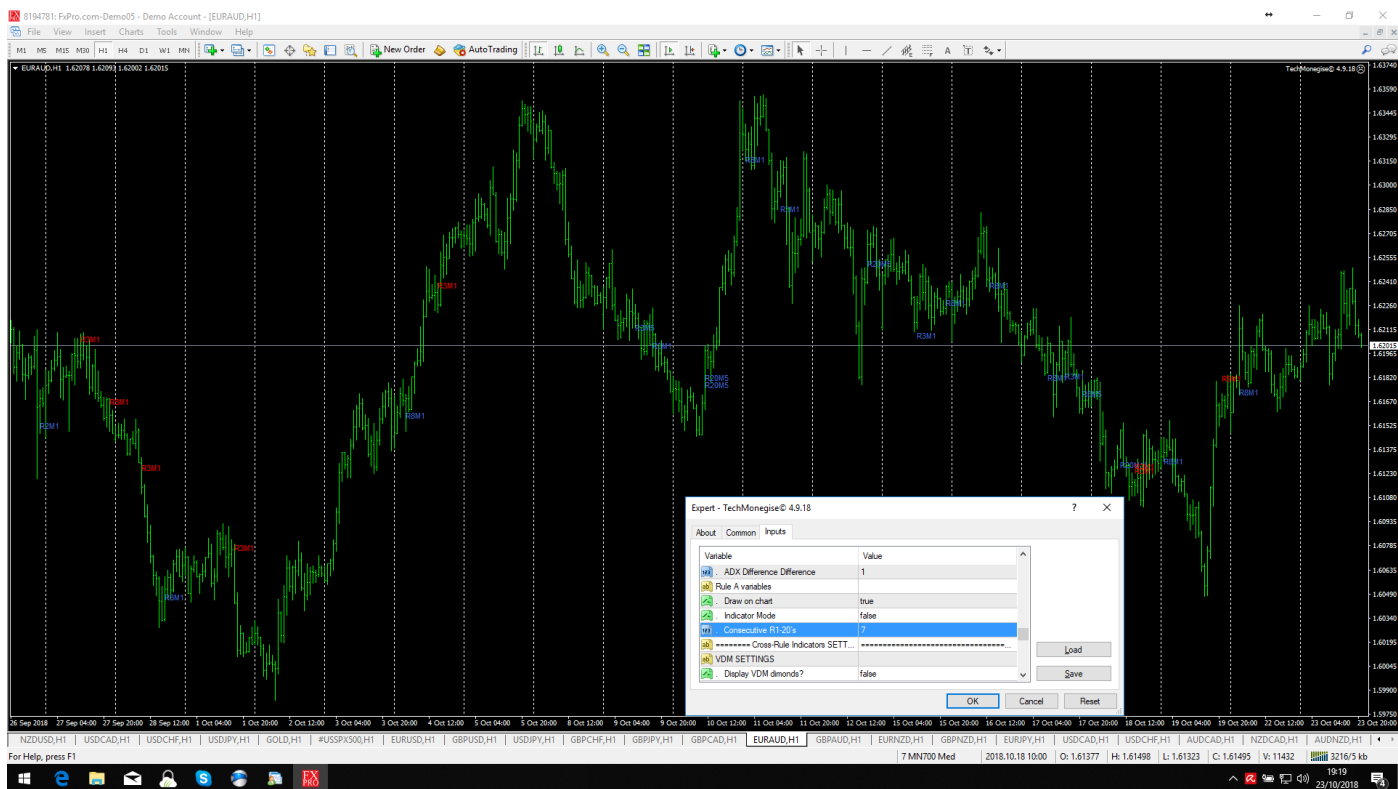 8194781: FxPro.com-Demo05 - Demo Account - [EURAUD,H1]
File View Insert Charts Tools Window Help
M1 M5 M15 M30 H1 H4 D1 W1 MN New Order AutoTrading
EURAUD,H1 1.62078 1.62093 1.62002 1.62015
TechMonegise© 4.9.18
1.63740
1.63590
1.63445
1.63295
1.63150
1.63000
1.62850
1.62705
1.62555
1.62410
1.62260
1.62115
1.62015
1.61965
1.61820
1.61670
1.61525
1.61375
1.61230
1.61080
1.60935
1.60785
1.60635
1.60490
1.60340
1.60195
1.60045
1.59900
1.59750
R3M1
R3M1
R20M5
R20M5
R8M1
R2M1
R3M1
R8M1
R3M1
R8M1
Expert - TechMonegise© 4.9.18
About Common Inputs
Variable Value
. ADX Difference Difference 1
Rule A variables
. Draw on chart true
. Indicator Mode false
. Consecutive R1-20's 7
======== Cross-Rule Indicators SETT... ================================...
VDM SETTINGS
. Display VDM dimonds? false
Load
Save
OK Cancel Reset
26 Sep 2018 27 Sep 04:00 27 Sep 20:00 28 Sep 12:00 1 Oct 04:00 1 Oct 20:00 2 Oct 12:00 3 Oct 04:00 3 Oct 20:00 4 Oct 12:00 5 Oct 04:00 5 Oct 20:00 8 Oct 12:00 9 Oct 04:00 9 Oct 20:00 10 Oct 12:00 11 Oct 04:00 11 Oct 20:00 12 Oct 12:00 15 Oct 04:00 15 Oct 20:00 16 Oct 12:00 17 Oct 04:00 17 Oct 20:00 18 Oct 12:00 19 Oct 04:00 19 Oct 20:00 22 Oct 12:00 23 Oct 04:00 23 Oct 20:00
NZDUSD,H1 USDCAD,H1 USDCHF,H1 USDJPY,H1 GOLD,H1 #USSPX500,H1 EURUSD,H1 GBPUSD,H1 USDJPY,H1 GBPCHF,H1 GBPJPY,H1 GBPCAD,H1 EURAUD,H1 GBPAUD,H1 EURNZD,H1 GBPNZD,H1 EURJPY,H1 USDCAD,H1 USDCHF,H1 AUDCAD,H1 NZDCAD,H1 AUDNZD,H1
For Help, press F1 7 MN700 Med 2018.10.18 10:00 O: 1.61377 H: 1.61498 L: 1.61323 C: 1.61495 V: 11432 3216/5 kb
FX PRO
19:19
23/10/2018